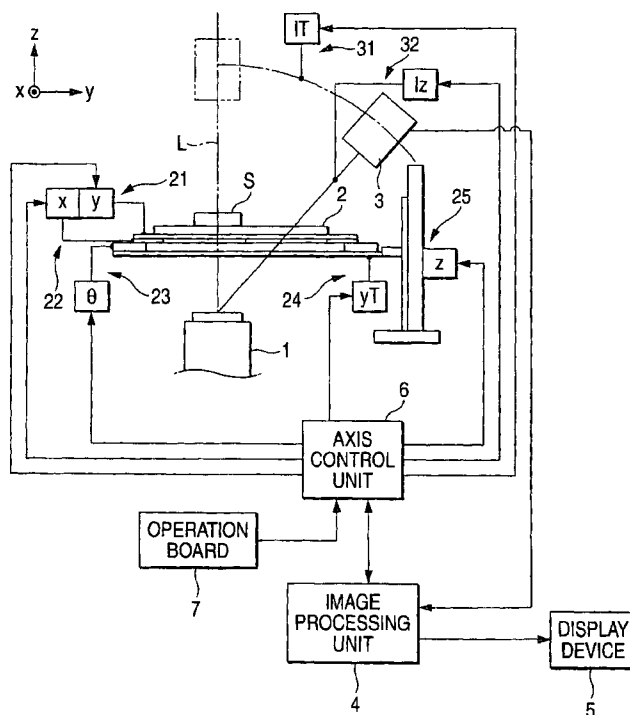 IT
31
32
z
Iz
x
y
L
3
S
2
21
x y
25
z
22
23
24
θ
yT
1
6
AXIS
CONTROL
UNIT
OPERATION
BOARD
7
IMAGE
PROCESSING
UNIT
4
DISPLAY
DEVICE
5